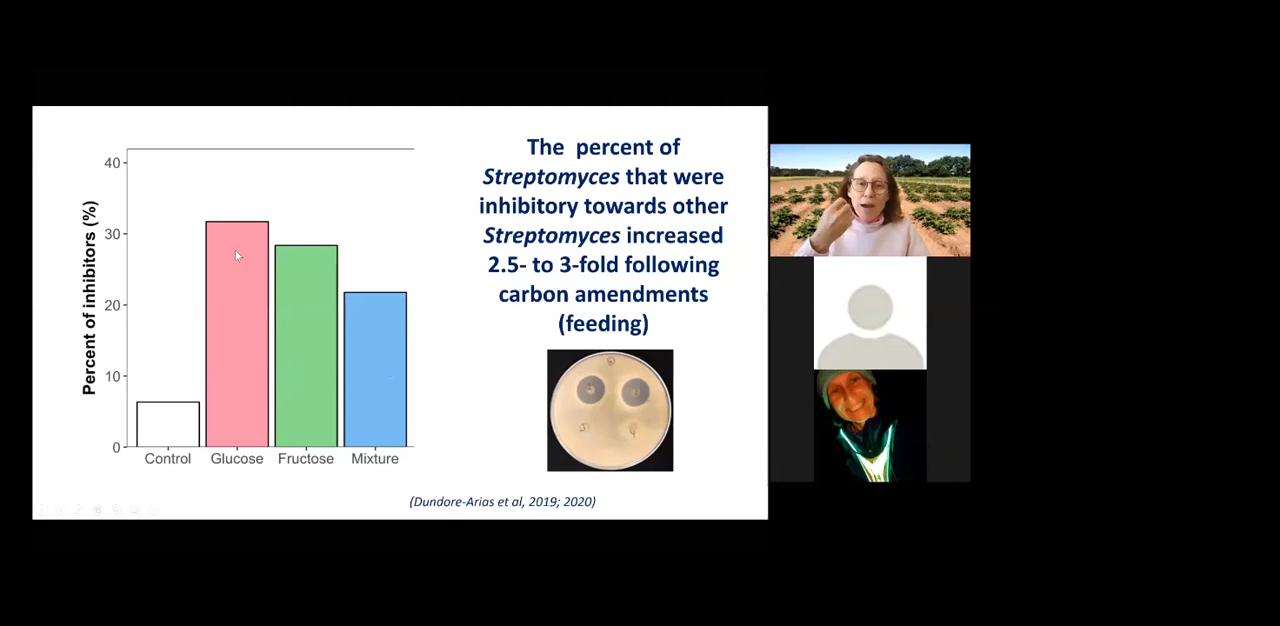 The percent of
Streptomyces that were
inhibitory towards other
Streptomyces increased
2.5- to 3-fold following
carbon amendments
(feeding)
Percent of inhibitors (%)
40
30
20
10
0
Control Glucose Fructose Mixture
(Dundore-Arias et al, 2019; 2020)